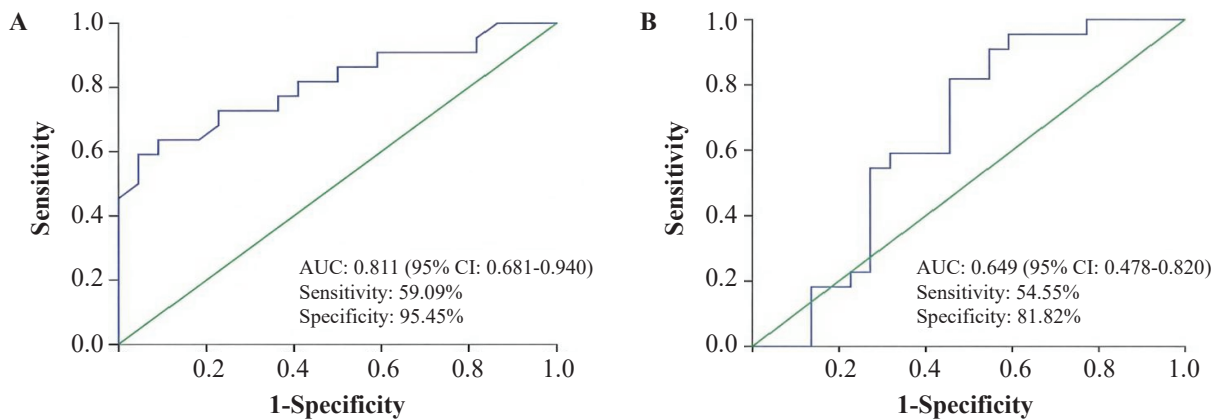 A
Sensitivity
1.0
0.8
0.6
0.4
0.2
0.0
AUC: 0.811 (95% CI: 0.681-0.940)
Sensitivity: 59.09%
Specificity: 95.45%
0.2 0.4 0.6 0.8 1.0
1-Specificity
B
Sensitivity
1.0
0.8
0.6
0.4
0.2
0.0
AUC: 0.649 (95% CI: 0.478-0.820)
Sensitivity: 54.55%
Specificity: 81.82%
0.2 0.4 0.6 0.8 1.0
1-Specificity